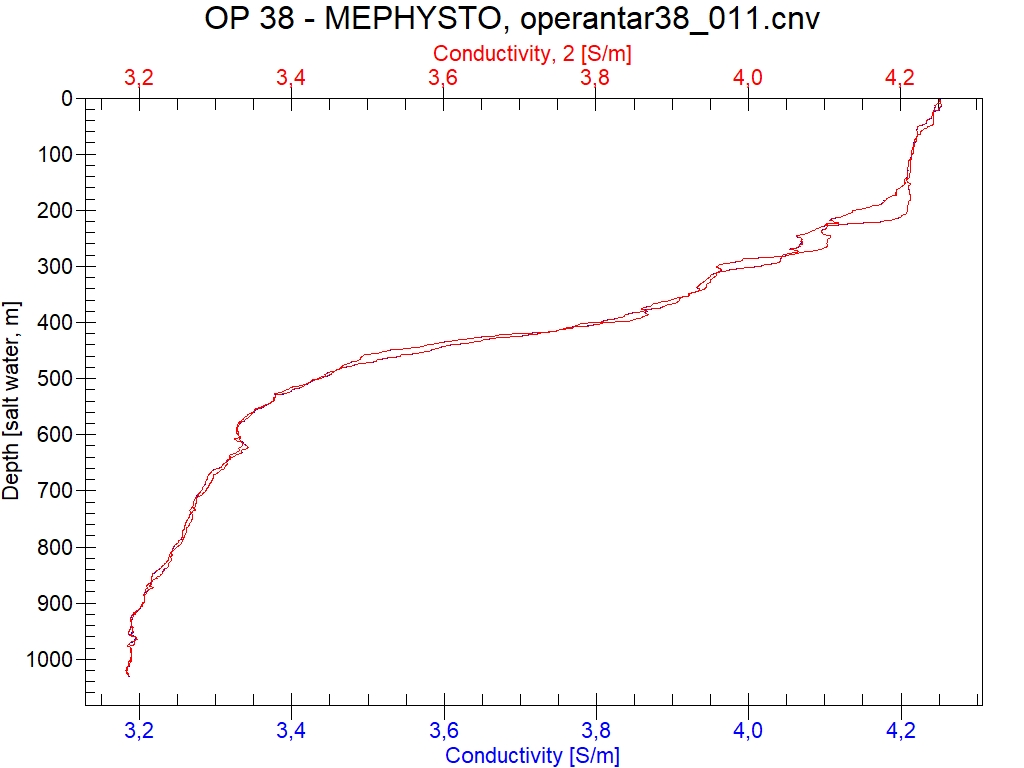 OP 38 - MEPHYSTO, operantar38_011.cnv
Conductivity, 2 [S/m]
3,2 3,4 3,6 3,8 4,0 4,2
0
100
200
300
400
500
600
700
800
900
1000
Depth [salt water, m]
3,2 3,4 3,6 3,8 4,0 4,2
Conductivity [S/m]